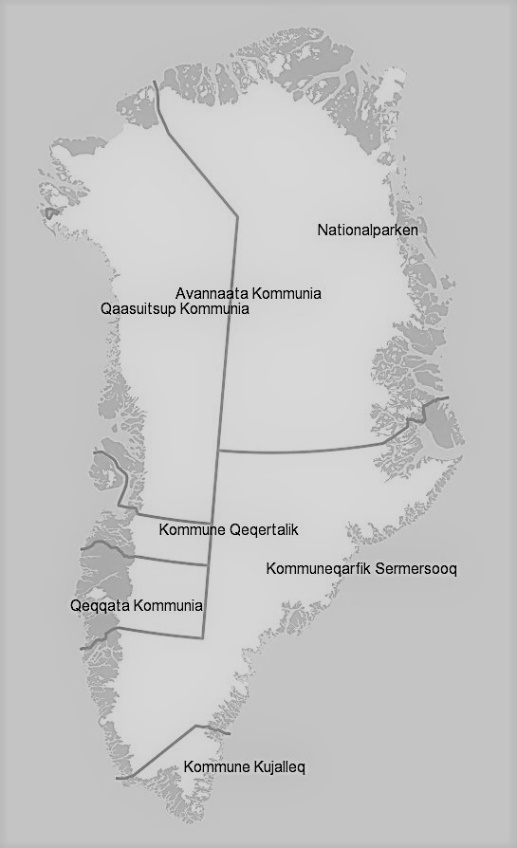 Nationalparken
Avannaata Kommunia
Qaasuitsup Kommunia
Kommune Qeqertalik
Kommuneqarfik Sermersooq
Qeqqata Kommunia
Kommune Kujalleq